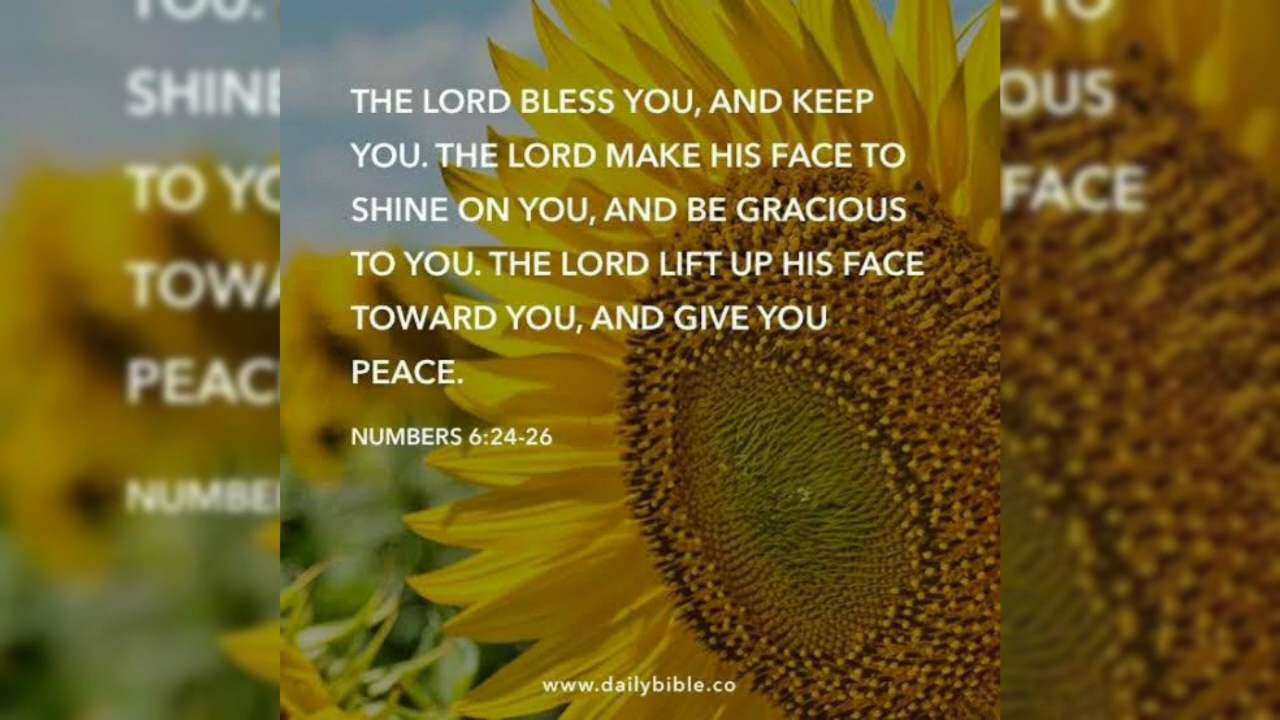 THE LORD BLESS YOU, AND KEEP
YOU. THE LORD MAKE HIS FACE TO
SHINE ON YOU, AND BE GRACIOUS
TO YOU. THE LORD LIFT UP HIS FACE
TOWARD YOU, AND GIVE YOU
PEACE.
NUMBERS 6:24-26
www.dailybible.co